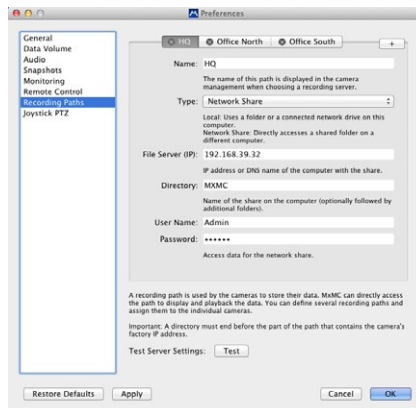 Preferences
General
Data Volume
Audio
Snapshots
Monitoring
Remote Control
Recording Paths
Joystick PTZ
HQ
Office North
Office South
+
Name: HQ
The name of this path is displayed in the camera
management when choosing a recording server.
Type: Network Share
Local: Uses a folder or a connected network drive on this
computer.
Network Share: Directly accesses a shared folder on a
different computer.
File Server (IP): 192.168.39.32
IP address or DNS name of the computer with the share.
Directory: MXMC
Name of the share on the computer (optionally followed by
additional folders).
User Name: Admin
Password: ••••••
Access data for the network share.
A recording path is used by the cameras to store their data. MxMC can directly access
the path to display and playback the data. You can define several recording paths and
assign them to the individual cameras.
Important: A directory must end before the part of the path that contains the camera's
factory IP address.
Test Server Settings: Test
Restore Defaults
Apply
Cancel
OK